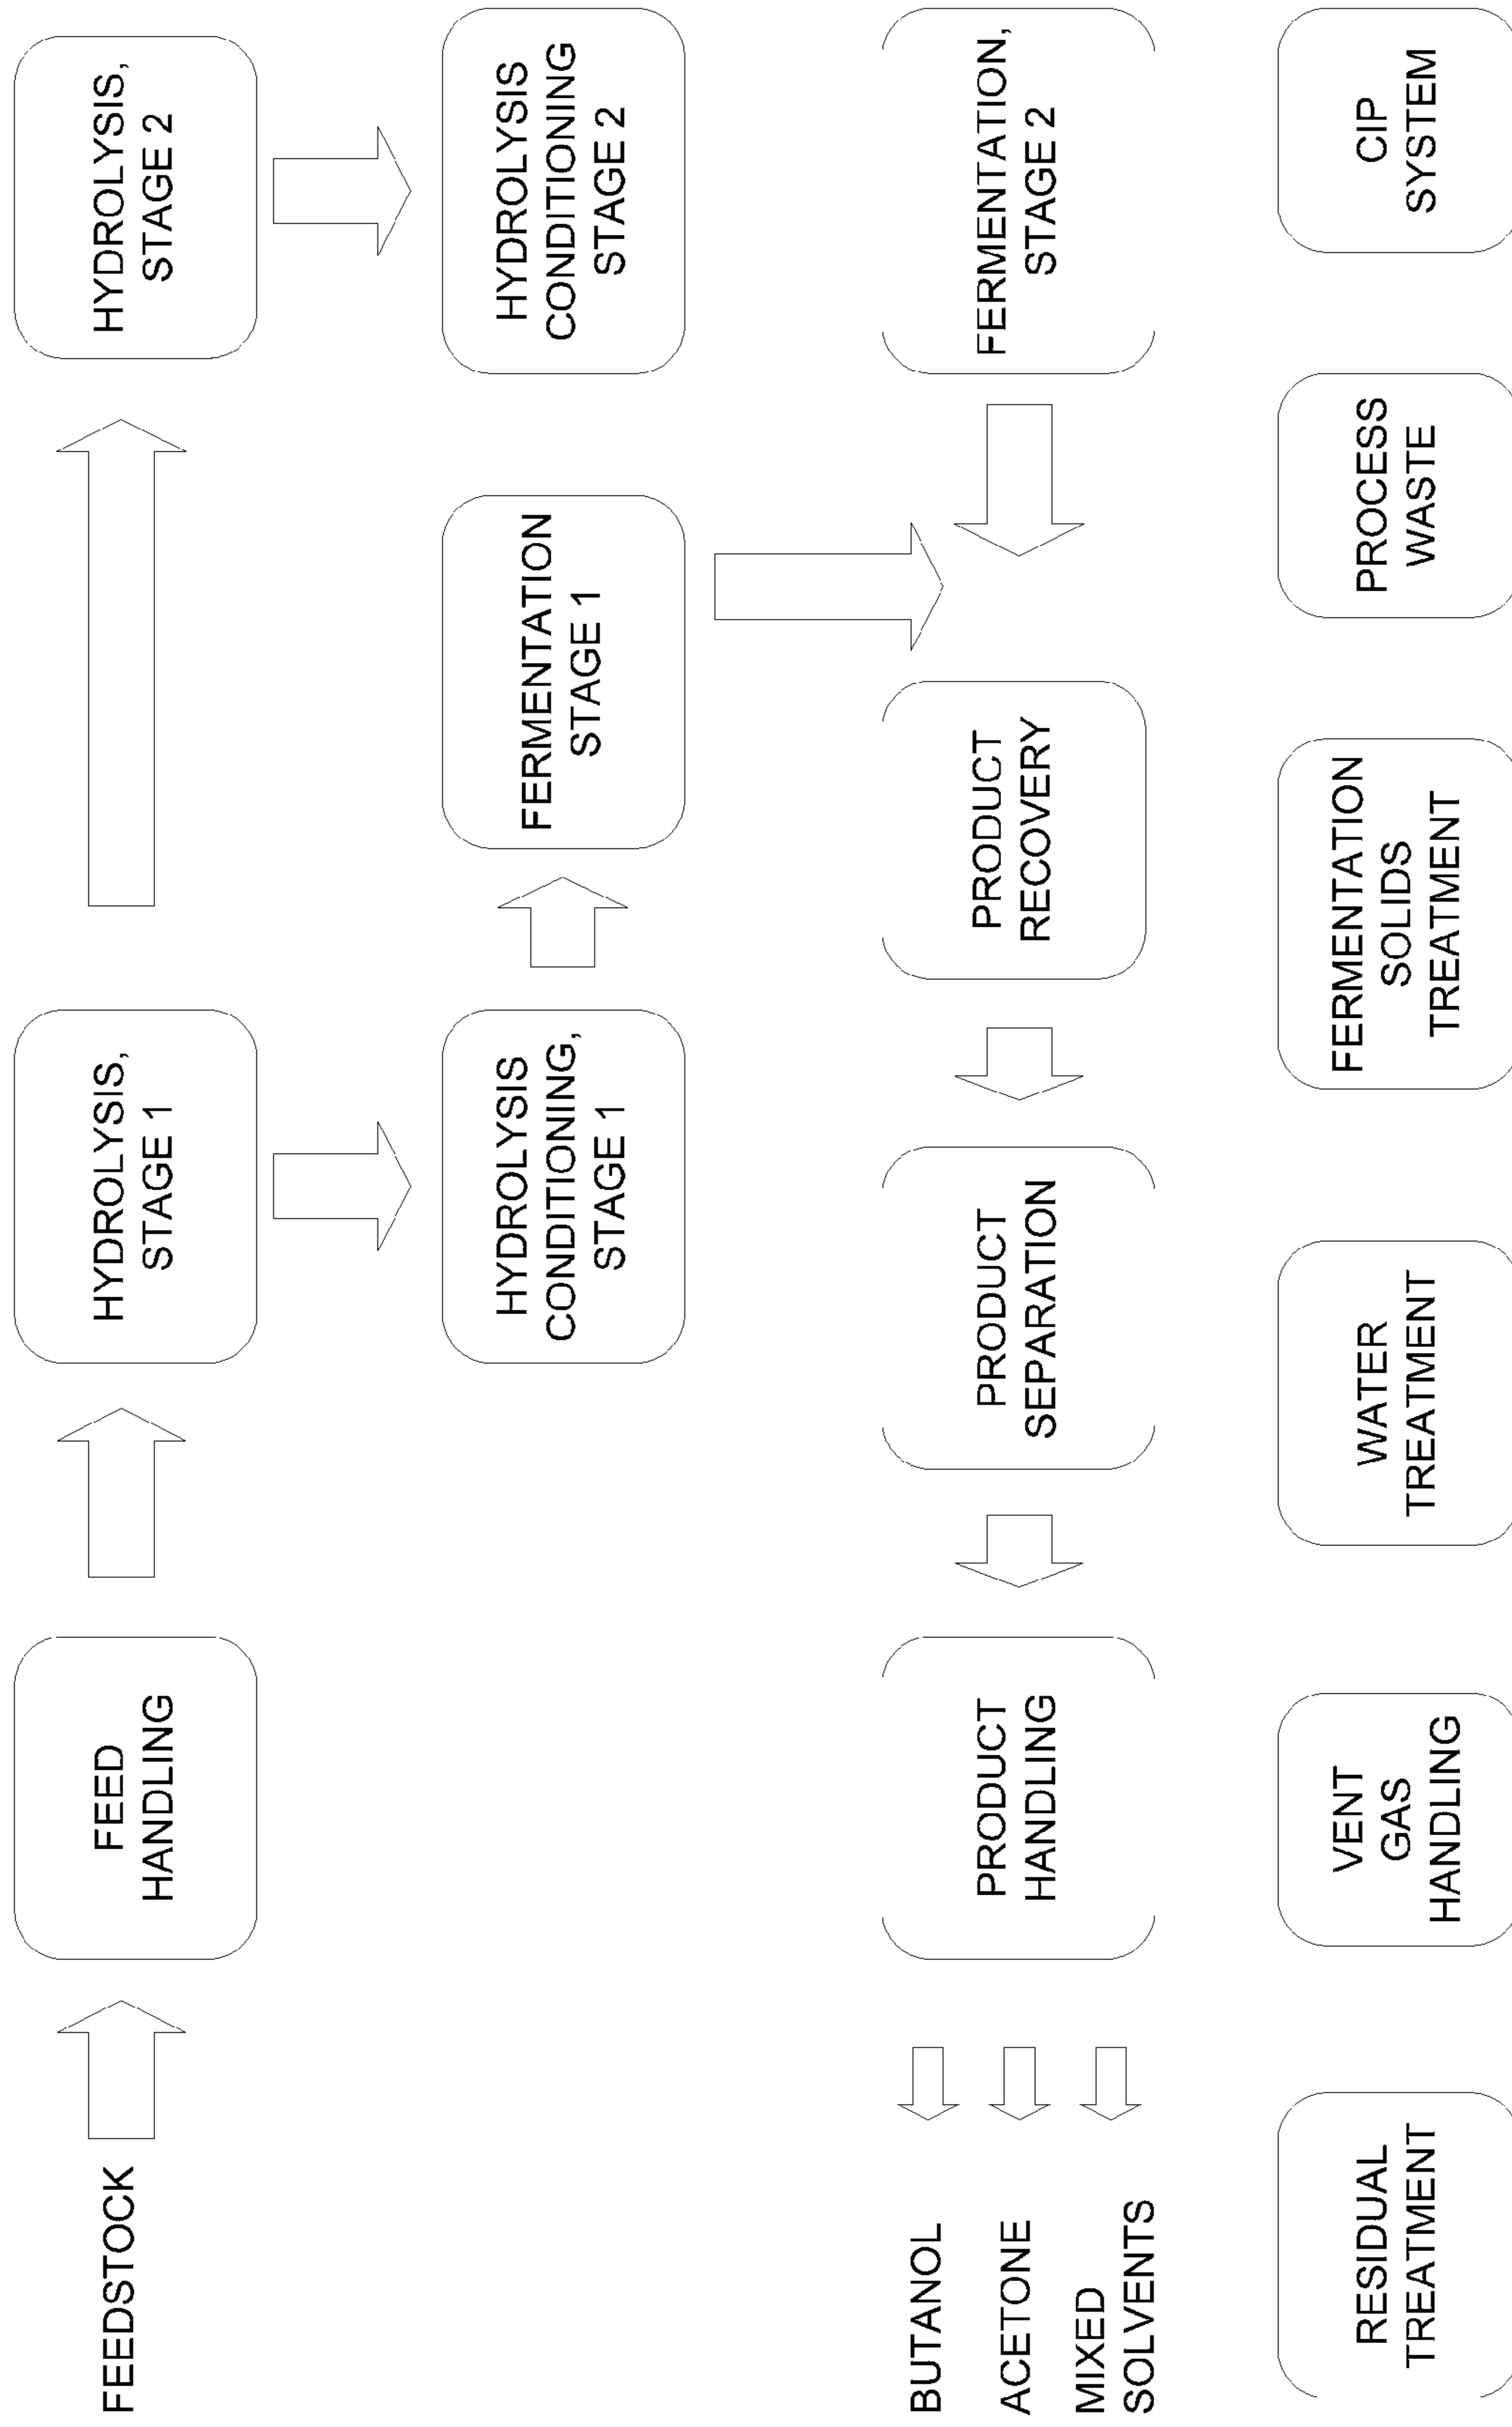 FEEDSTOCK
FEED
HANDLING
HYDROLYSIS,
STAGE 1
HYDROLYSIS,
STAGE 2
HYDROLYSIS
CONDITIONING,
STAGE 1
FERMENTATION
STAGE 1
HYDROLYSIS
CONDITIONING
STAGE 2
BUTANOL
ACETONE
MIXED
SOLVENTS
PRODUCT
HANDLING
PRODUCT
SEPARATION
PRODUCT
RECOVERY
FERMENTATION,
STAGE 2
RESIDUAL
TREATMENT
VENT
GAS
HANDLING
WATER
TREATMENT
FERMENTATION
SOLIDS
TREATMENT
PROCESS
WASTE
CIP
SYSTEM